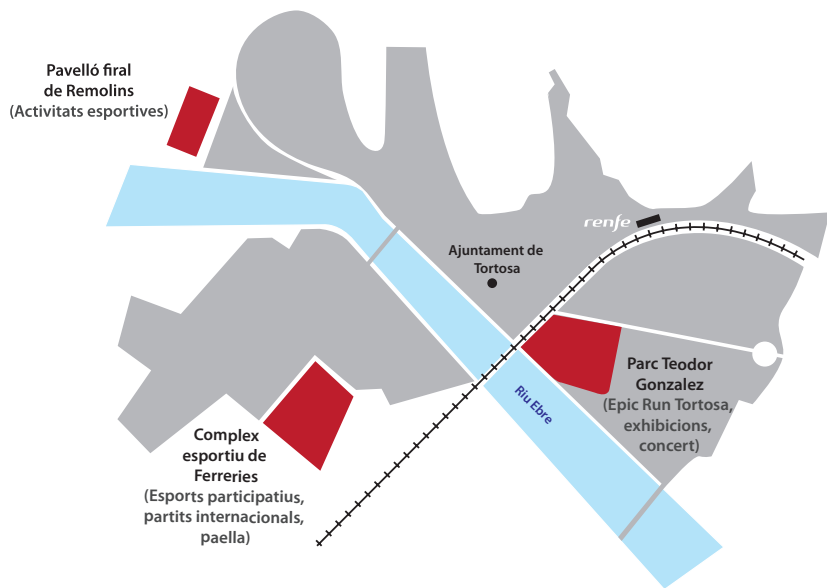 Pavelló firal
de Remolins
(Activitats esportives)
renfe
Ajuntament de
Tortosa
Riu Ebre
Parc Teodor
Gonzalez
(Epic Run Tortosa,
exhibicions,
concert)
Complex
esportiu de
Ferreries
(Esports participatius,
partits internacionals,
paella)